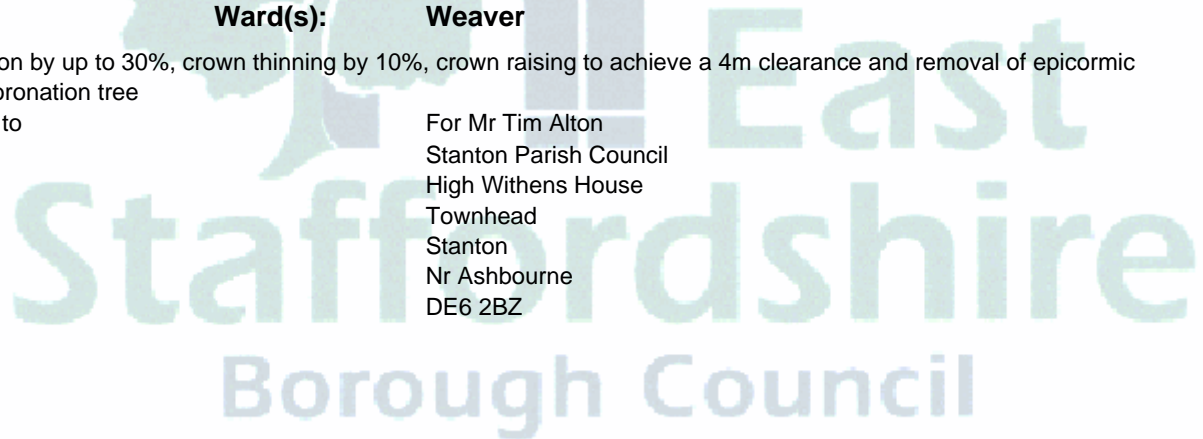 Ward(s): Weaver
on by up to 30%, crown thinning by 10%, crown raising to achieve a 4m clearance and removal of epicormic
oronation tree
to For Mr Tim Alton
Stanton Parish Council
High Withens House
Townhead
Stanton
Nr Ashbourne
DE6 2BZ
East
Staffordshire
Borough Council